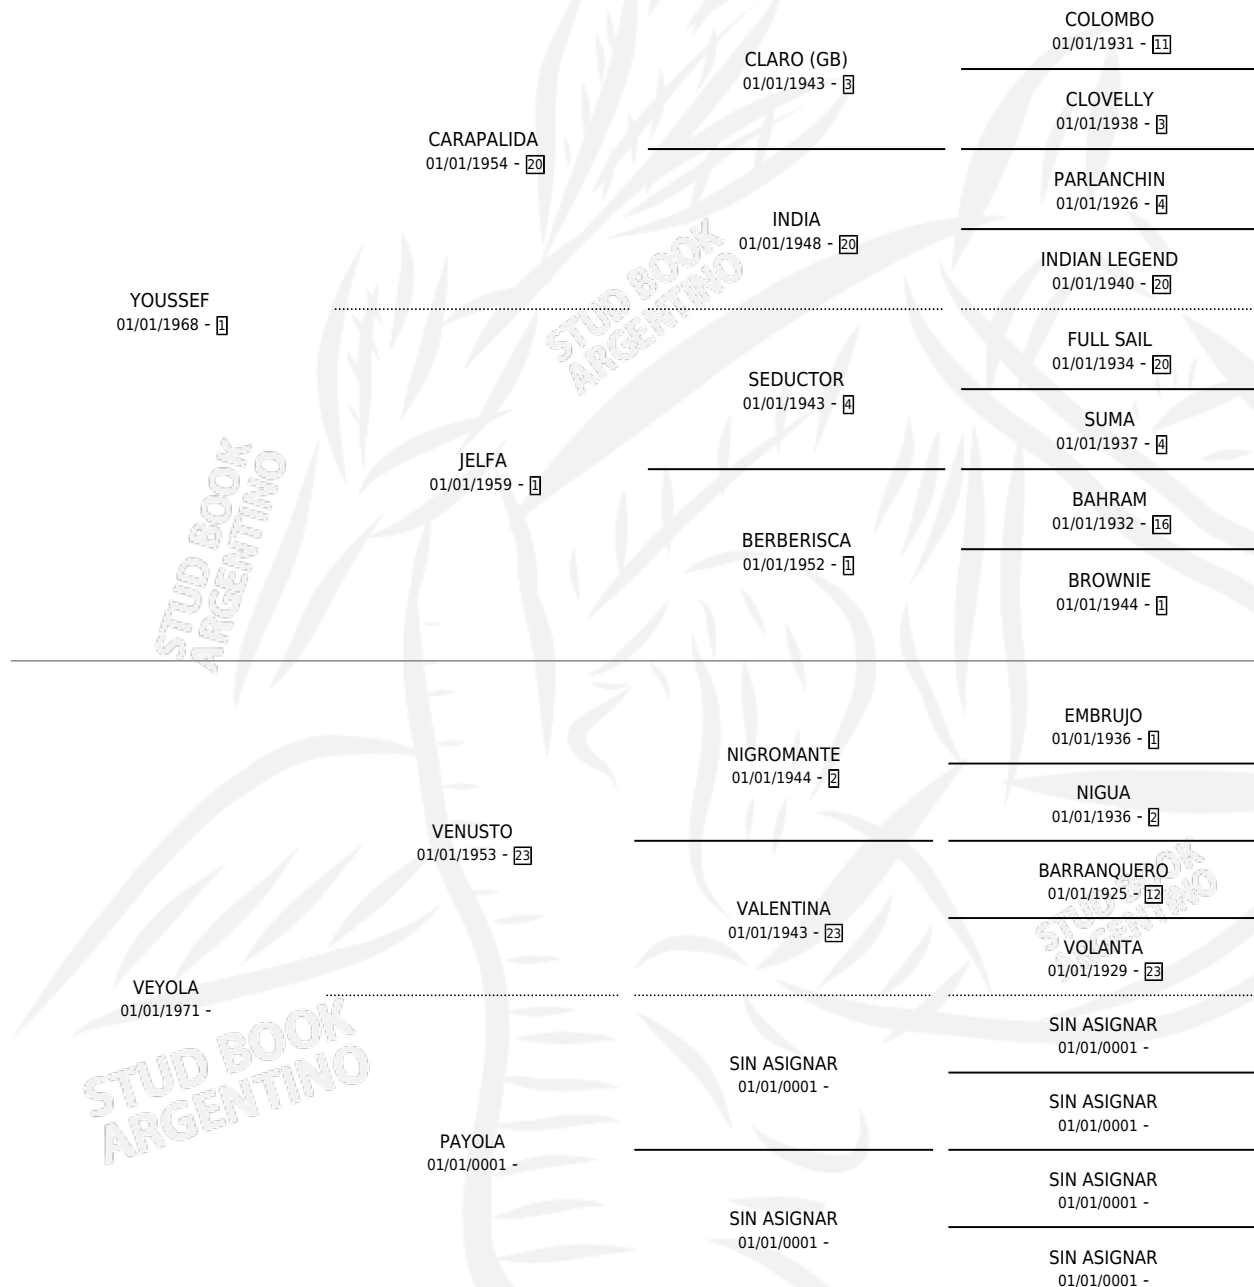 COLOMBO
01/01/1931 - 11
CLARO (GB)
01/01/1943 - 3
CLOVELLY
01/01/1938 - 3
CARAPALIDA
01/01/1954 - 20
PARLANCHIN
01/01/1926 - 4
INDIA
01/01/1948 - 20
INDIAN LEGEND
01/01/1940 - 20
YOUSSEF
01/01/1968 - 1
STUD BOOK
ARGENTINO
FULL SAIL
01/01/1934 - 20
SEDUCTOR
01/01/1943 - 4
SUMA
01/01/1937 - 4
JELFA
01/01/1959 - 1
BAHRAM
01/01/1932 - 16
BERBERISCA
01/01/1952 - 1
BROWNIE
01/01/1944 - 1
STUD BOOK
ARGENTINO
EMBRUJO
01/01/1936 - 1
NIGROMANTE
01/01/1944 - 2
NIGUA
01/01/1936 - 2
VENUSTO
01/01/1953 - 23
BARRANQUERO
01/01/1925 - 12
VALENTINA
01/01/1943 - 23
VOLANTA
01/01/1929 - 23
STUD BOOK
ARGENTINO
VEYOLA
01/01/1971 -
SIN ASIGNAR
01/01/0001 -
SIN ASIGNAR
01/01/0001 -
SIN ASIGNAR
01/01/0001 -
STUD BOOK
ARGENTINO
PAYOLA
01/01/0001 -
SIN ASIGNAR
01/01/0001 -
SIN ASIGNAR
01/01/0001 -
SIN ASIGNAR
01/01/0001 -